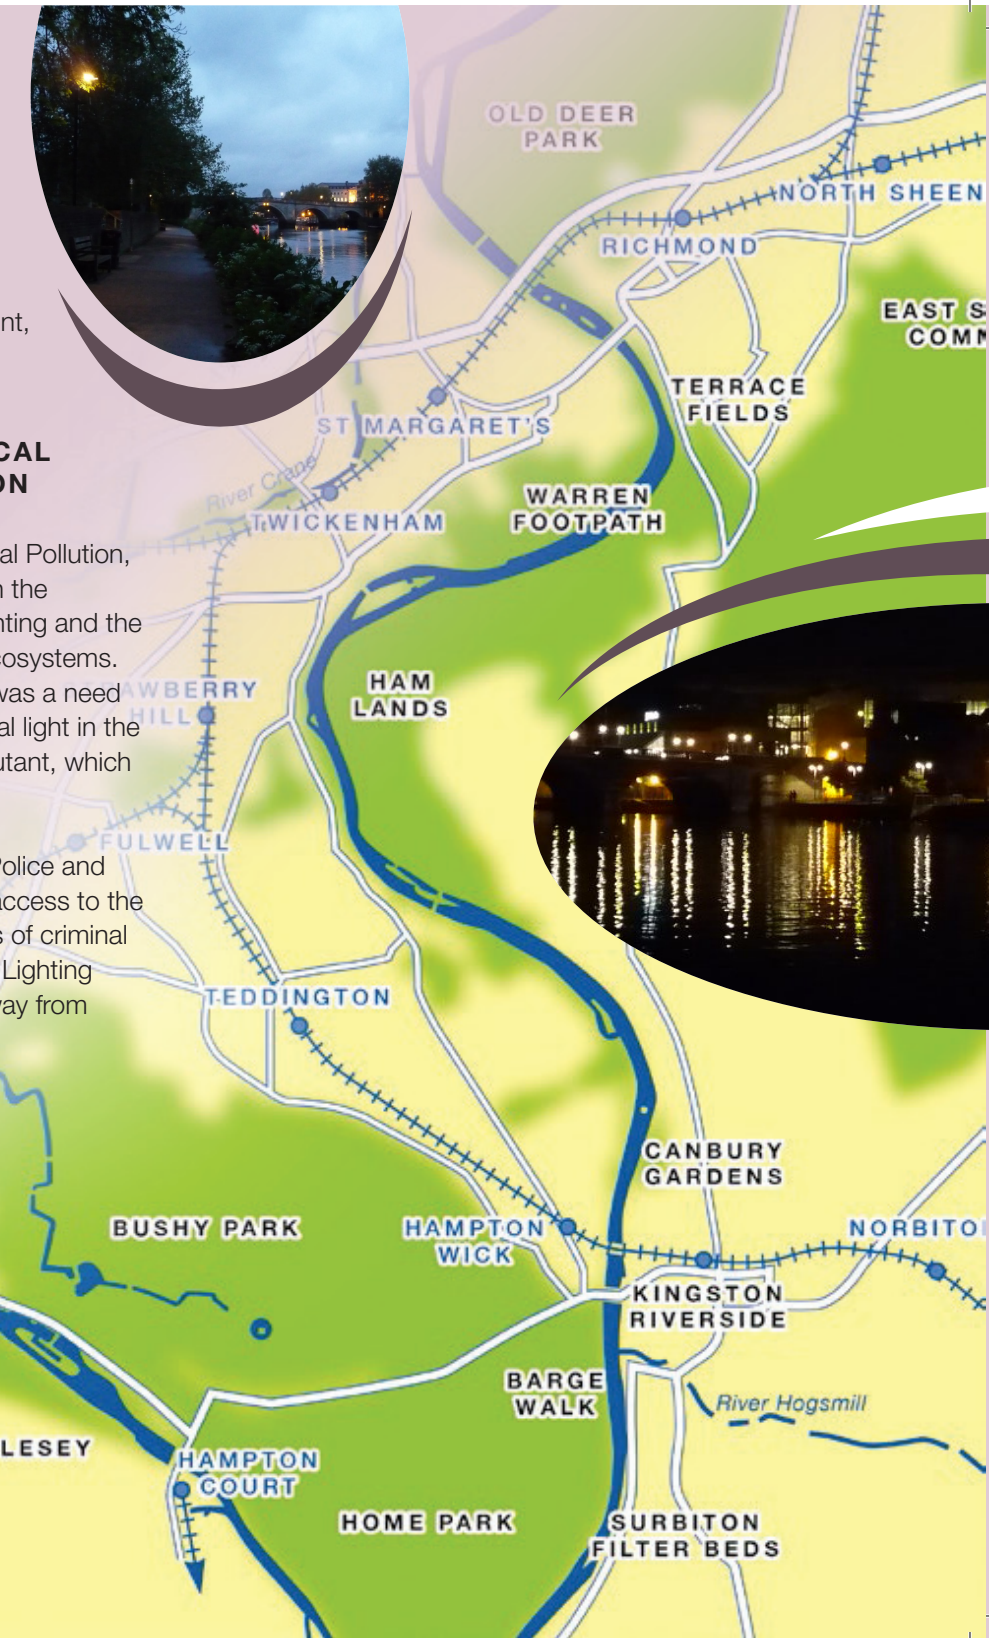 nt,
CAL
ON
al Pollution,
n the
nting and the
cosystems.
was a need
al light in the
utant, which
Police and
access to the
s of criminal
Lighting
way from
OLD DEER
PARK
NORTH SHEEN
RICHMOND
EAST S
COMM
TERRACE
FIELDS
ST MARGARET'S
River Crane
WARREN
FOOTPATH
TWICKENHAM
HAM
LANDS
RAWBERRY
HILL
FULWELL
TEDDINGTON
CANBURY
GARDENS
BUSHY PARK
HAMPTON
WICK
NORBITO
KINGSTON
RIVERSIDE
BARGE
WALK
River Hogsmill
LESEY
HAMPTON
COURT
HOME PARK
SURBITON
FILTER BEDS